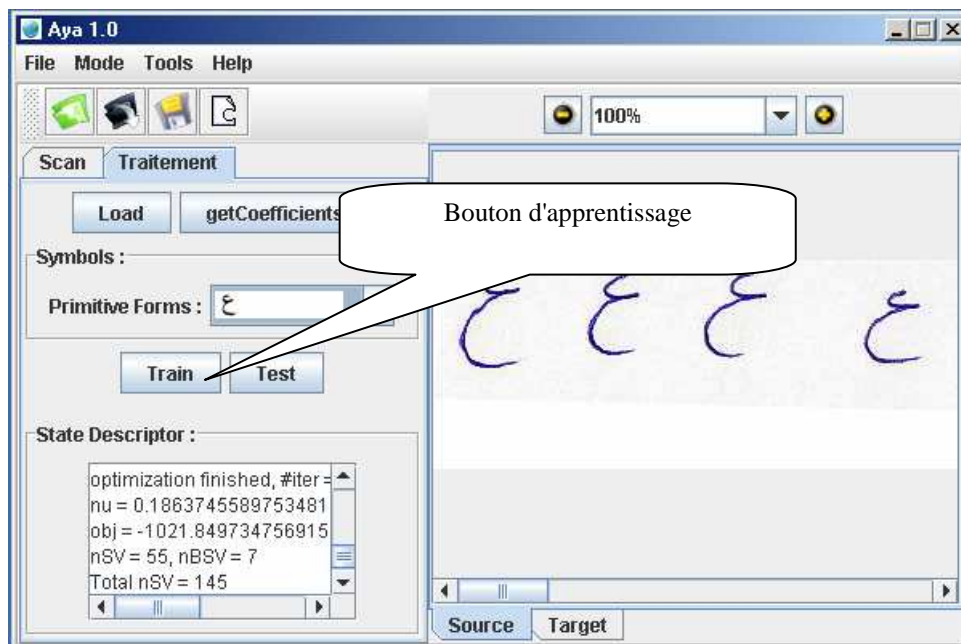 Aya 1.0
File Mode Tools Help
100%
Scan Traitement
Load getCoefficients
Bouton d'apprentissage
Symbols :
Primitive Forms : ع
ع ع ع ع
Train Test
State Descriptor :
optimization finished, #iter =
nu = 0.1863745589753481
obj = -1021.849734756915
nSV = 55, nBSV = 7
Total nSV = 145
Source Target